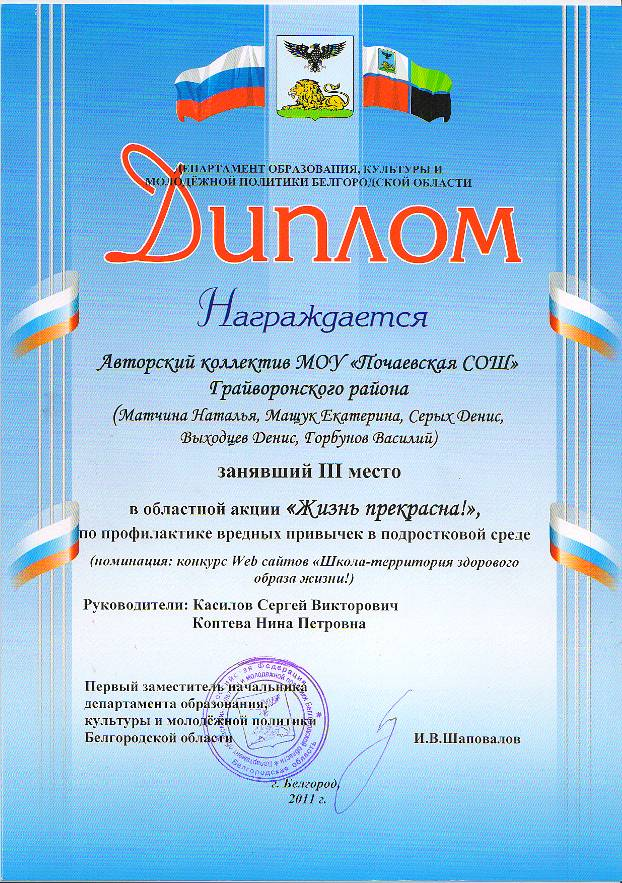 ДЕПАРТАМЕНТ ОБРАЗОВАНИЯ, КУЛЬТУРЫ И
МОЛОДЁЖНОЙ ПОЛИТИКИ БЕЛГОРОДСКОЙ ОБЛАСТИ
Диплом
Награждается
Авторский коллектив МОУ «Почаевская СОШ»
Грайворонского района
(Матчина Наталья, Мащук Екатерина, Серых Денис,
Выходцев Денис, Горбунов Василий)
занявший III место
в областной акции «Жизнь прекрасна!»,
по профилактике вредных привычек в подростковой среде
(номинация: конкурс Web сайтов «Школа-территория здорового
образа жизни!)
Руководители: Касилов Сергей Викторович
Коптева Нина Петровна
Первый заместитель начальника
департамента образования,
культуры и молодёжной политики
Белгородской области И.В.Шаповалов
г. Белгород,
2011 г.
Белгородская область